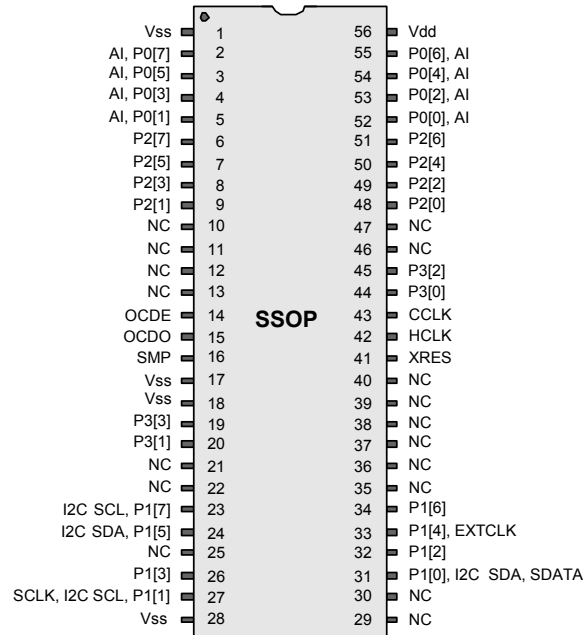 Vss 1 56 Vdd
AI, P0[7] 2 55 P0[6], AI
AI, P0[5] 3 54 P0[4], AI
AI, P0[3] 4 53 P0[2], AI
AI, P0[1] 5 52 P0[0], AI
P2[7] 6 51 P2[6]
P2[5] 7 50 P2[4]
P2[3] 8 49 P2[2]
P2[1] 9 48 P2[0]
NC 10 47 NC
NC 11 46 NC
NC 12 45 P3[2]
NC 13 44 P3[0]
SSOP
OCDE 14 43 CCLK
OCDO 15 42 HCLK
SMP 16 41 XRES
Vss 17 40 NC
Vss 18 39 NC
P3[3] 19 38 NC
P3[1] 20 37 NC
NC 21 36 NC
NC 22 35 NC
I2C SCL, P1[7] 23 34 P1[6]
I2C SDA, P1[5] 24 33 P1[4], EXTCLK
NC 25 32 P1[2]
P1[3] 26 31 P1[0], I2C SDA, SDATA
SCLK, I2C SCL, P1[1] 27 30 NC
Vss 28 29 NC